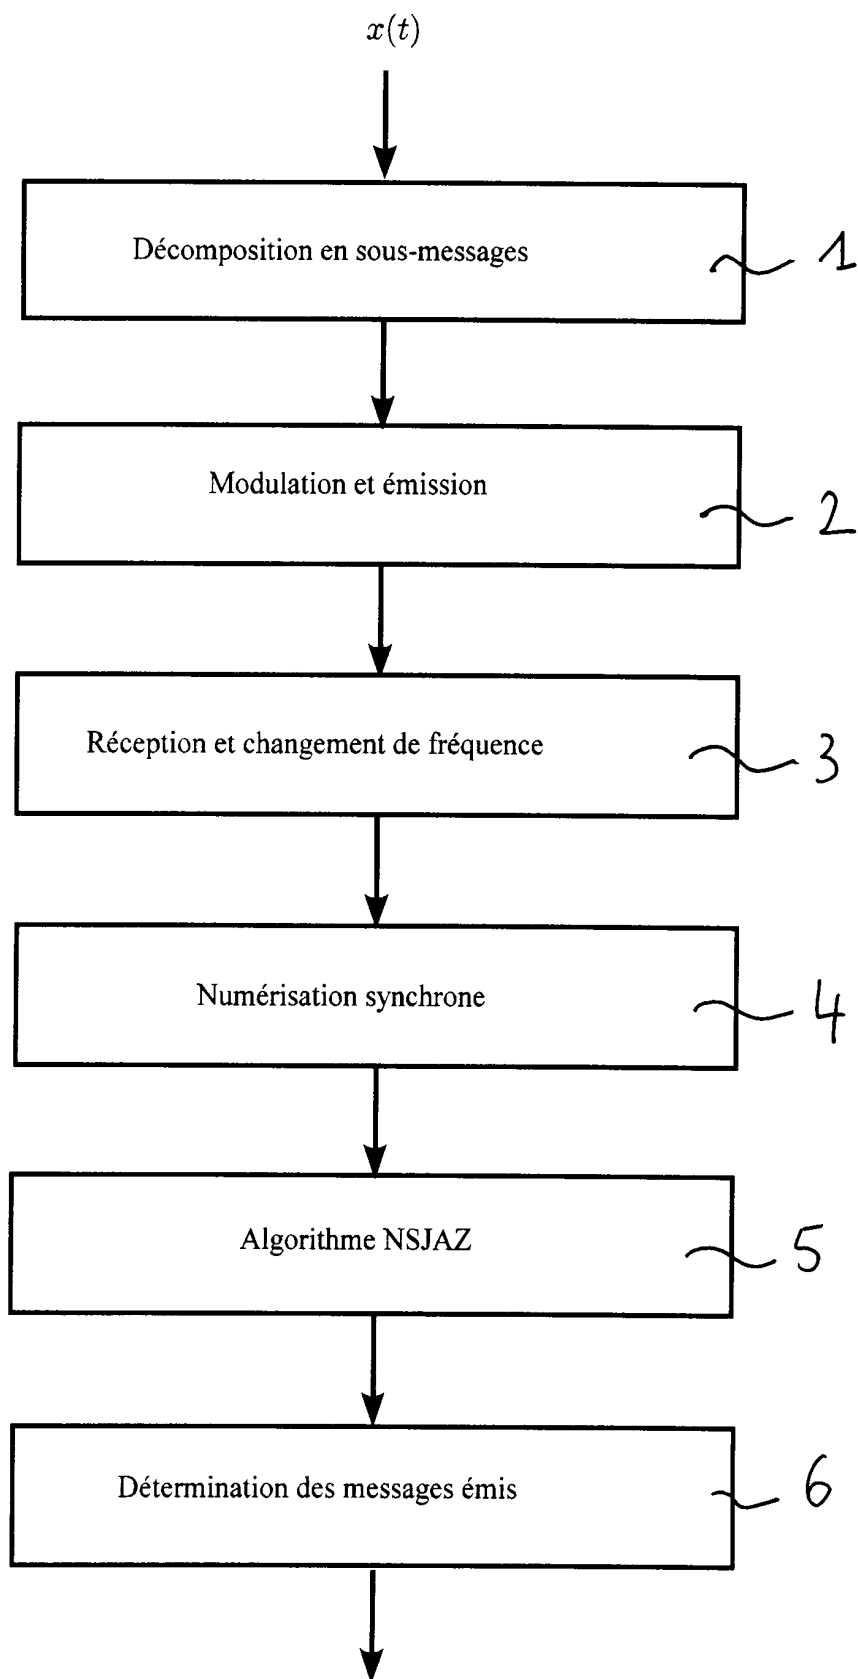 x(t)
Décomposition en sous-messages
1
Modulation et émission
2
Réception et changement de fréquence
3
Numérisation synchrone
4
Algorithme NSJAZ
5
Détermination des messages émis
6